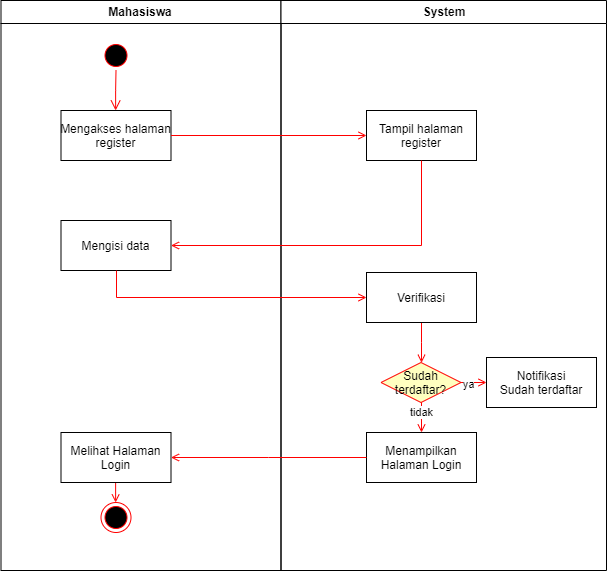 Mahasiswa
System
Mengakses halaman
register
Tampil halaman
register
Mengisi data
Verifikasi
Sudah
terdaftar?
ya
Notifikasi
Sudah terdaftar
tidak
Melihat Halaman
Login
Menampilkan
Halaman Login